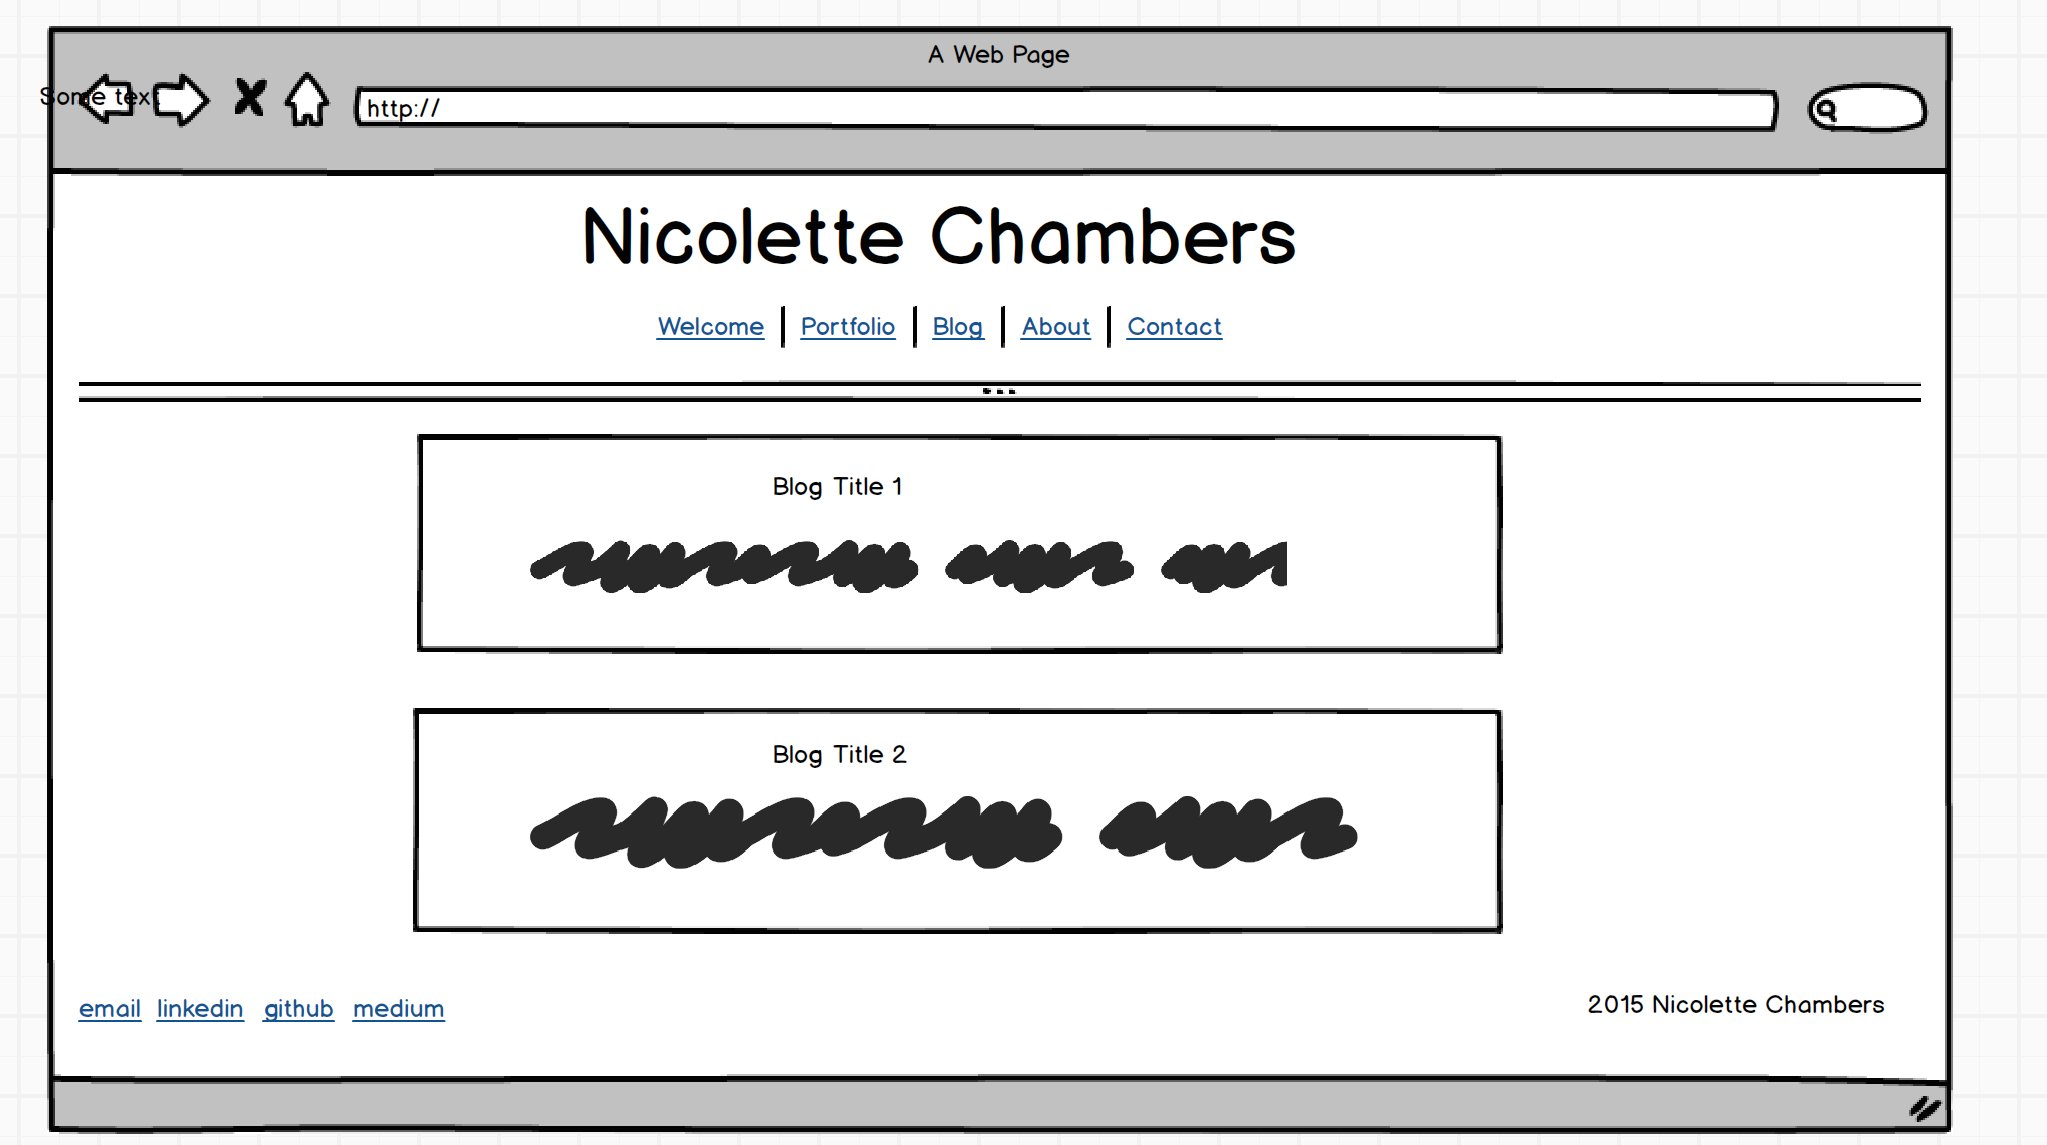 A Web Page
Some text
http://
Nicolette Chambers
Welcome Portfolio Blog About Contact
Blog Title 1
Blog Title 2
email linkedin github medium
2015 Nicolette Chambers